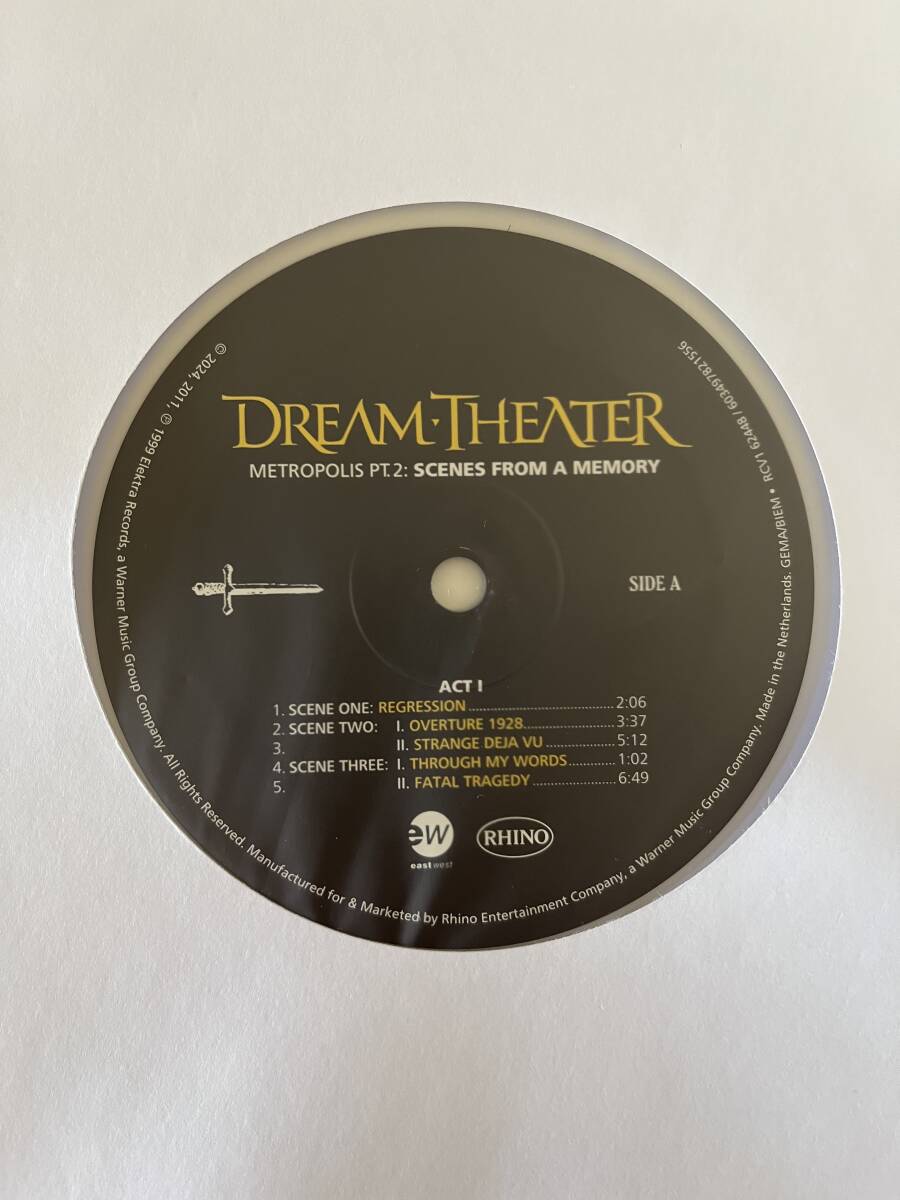 DREAM·THEATER
METROPOLIS PT.2: SCENES FROM A MEMORY
SIDE A
ACT I
1. SCENE ONE: REGRESSION 2:06
2. SCENE TWO: I. OVERTURE 1928 3:37
3. II. STRANGE DEJA VU 5:12
4. SCENE THREE: I. THROUGH MY WORDS 1:02
5. II. FATAL TRAGEDY 6:49
ew
eastwest
RHINO
© 2024, 2011, ℗ 1999 Elektra Records, a Warner Music Group Company. All Rights Reserved. Manufactured for & Marketed by Rhino Entertainment Company, a Warner Music Group Company. Made in the Netherlands. GEMA/BIEM • RCV1 62448 / 603497821556